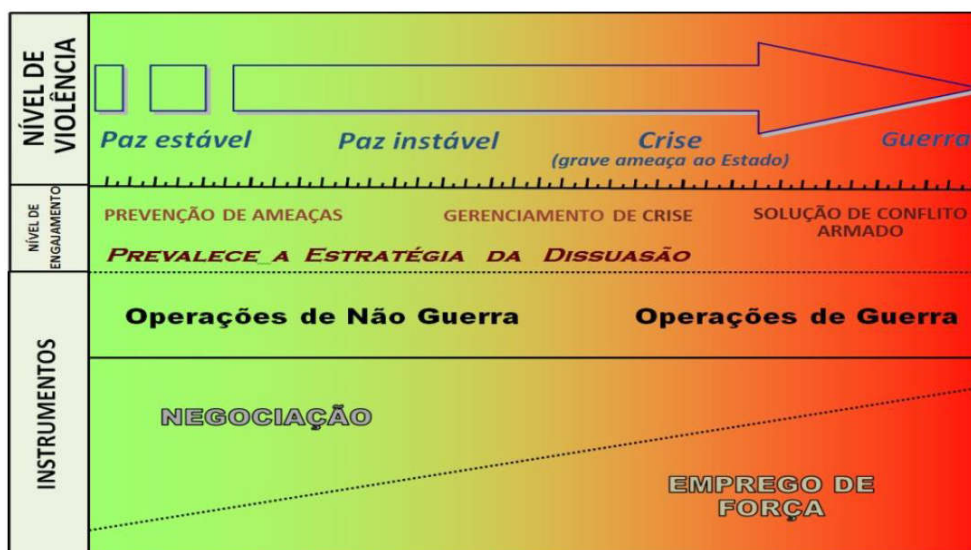 NÍVEL DE
VIOLÊNCIA
Paz estável
Paz instável
Crise
(grave ameaça ao Estado)
Guerra
NÍVEL DE
ENGAJAMENTO
PREVENÇÃO DE AMEAÇAS
GERENCIAMENTO DE CRISE
SOLUÇÃO DE CONFLITO
ARMADO
PREVALECE_A ESTRATÉGIA DA DISSUASÃO
INSTRUMENTOS
Operações de Não Guerra
Operações de Guerra
NEGOCIAÇÃO
EMPREGO DE
FORÇA